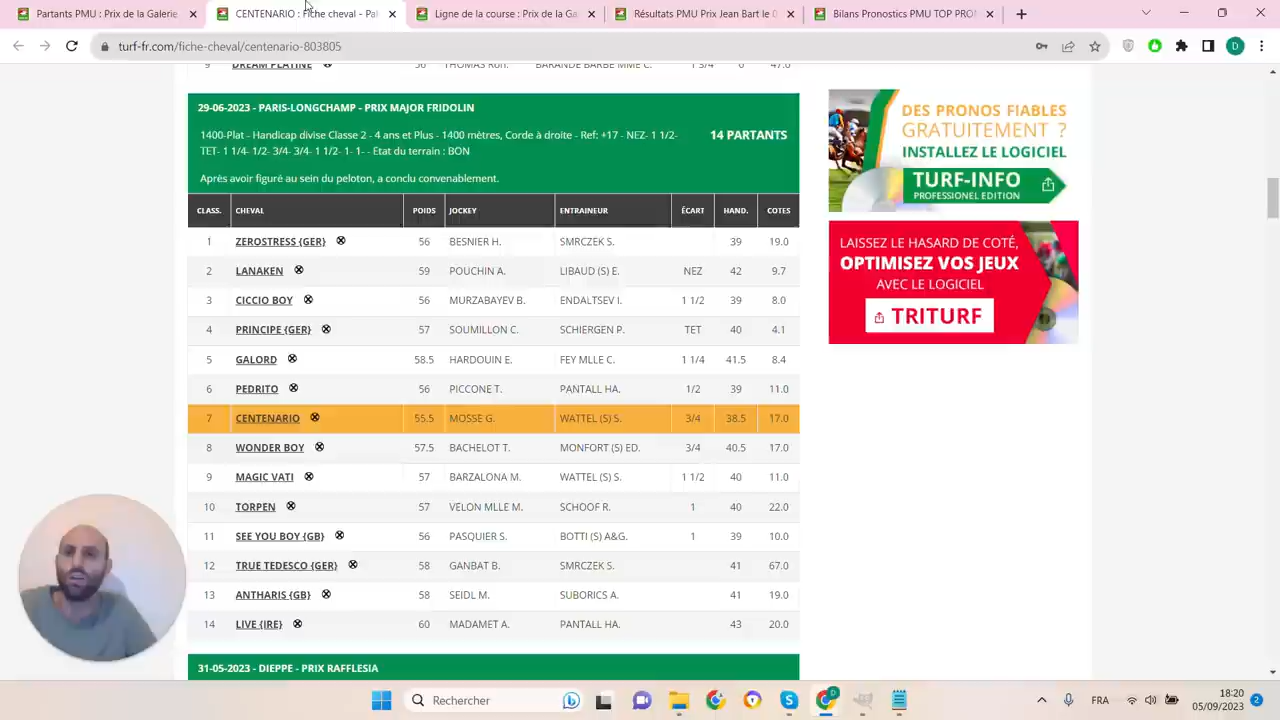 Partants PMU : Prix de la Galerie
CENTENARIO : Fiche cheval - Pa
Lignes de la course : Prix de la Ga
Résultats PMU Prix Jean Bart 6 D
Bilans Pronostics PMU TOP PRON
turf-fr.com/fiche-cheval/centenario-803805
D
9 DREAM PLATINE 56 THOMAS RÜH. BARANDE BARBE MME C. 1 3/4 47.0
29-06-2023 - PARIS-LONGCHAMP - PRIX MAJOR FRIDOLIN
1400-Plat - Handicap divise Classe 2 - 4 ans et Plus - 1400 mètres, Corde à droite - Ref: +17 - NEZ- 1 1/2-
TET- 1 1/4- 1/2- 3/4- 3/4- 1 1/2- 1- 1- - Etat du terrain : BON
14 PARTANTS
Après avoir figuré au sein du peloton, a conclu convenablement.
CLASS. CHEVAL POIDS JOCKEY ENTRAINEUR ÉCART HAND. COTES
1 ZEROSTRESS {GER} 56 BESNIER H. SMRCZEK S. 39 19.0
2 LANAKEN 59 POUCHIN A. LIBAUD (S) E. NEZ 42 9.7
3 CICCIO BOY 56 MURZABAYEV B. ENDALTSEV I. 1 1/2 39 8.0
4 PRINCIPE {GER} 57 SOUMILLON C. SCHIERGEN P. TET 40 4.1
5 GALORD 58.5 HARDOUIN E. FEY MLLE C. 1 1/4 41.5 8.4
6 PEDRITO 56 PICCONE T. PANTALL HA. 1/2 39 11.0
7 CENTENARIO 55.5 MOSSE G. WATTEL (S) S. 3/4 38.5 17.0
8 WONDER BOY 57.5 BACHELOT T. MONFORT (S) ED. 3/4 40.5 17.0
9 MAGIC VATI 57 BARZALONA M. WATTEL (S) S. 1 1/2 40 11.0
10 TORPEN 57 VELON MLLE M. SCHOOF R. 1 40 22.0
11 SEE YOU BOY {GB} 56 PASQUIER S. BOTTI (S) A&G. 1 39 10.0
12 TRUE TEDESCO {GER} 58 GANBAT B. SMRCZEK S. 41 67.0
13 ANTHARIS {GB} 58 SEIDL M. SUBORICS A. 41 19.0
14 LIVE {IRE} 60 MADAMET A. PANTALL HA. 43 20.0
31-05-2023 - DIEPPE - PRIX RAFFLESIA
DES PRONOS FIABLES
GRATUITEMENT ?
INSTALLEZ LE LOGICIEL
TURF-INFO
PROFESSIONEL EDITION
LAISSEZ LE HASARD DE COTÉ,
OPTIMISEZ VOS JEUX
AVEC LE LOGICIEL
TRITURF
Rechercher
FRA
18:20
05/09/2023
2